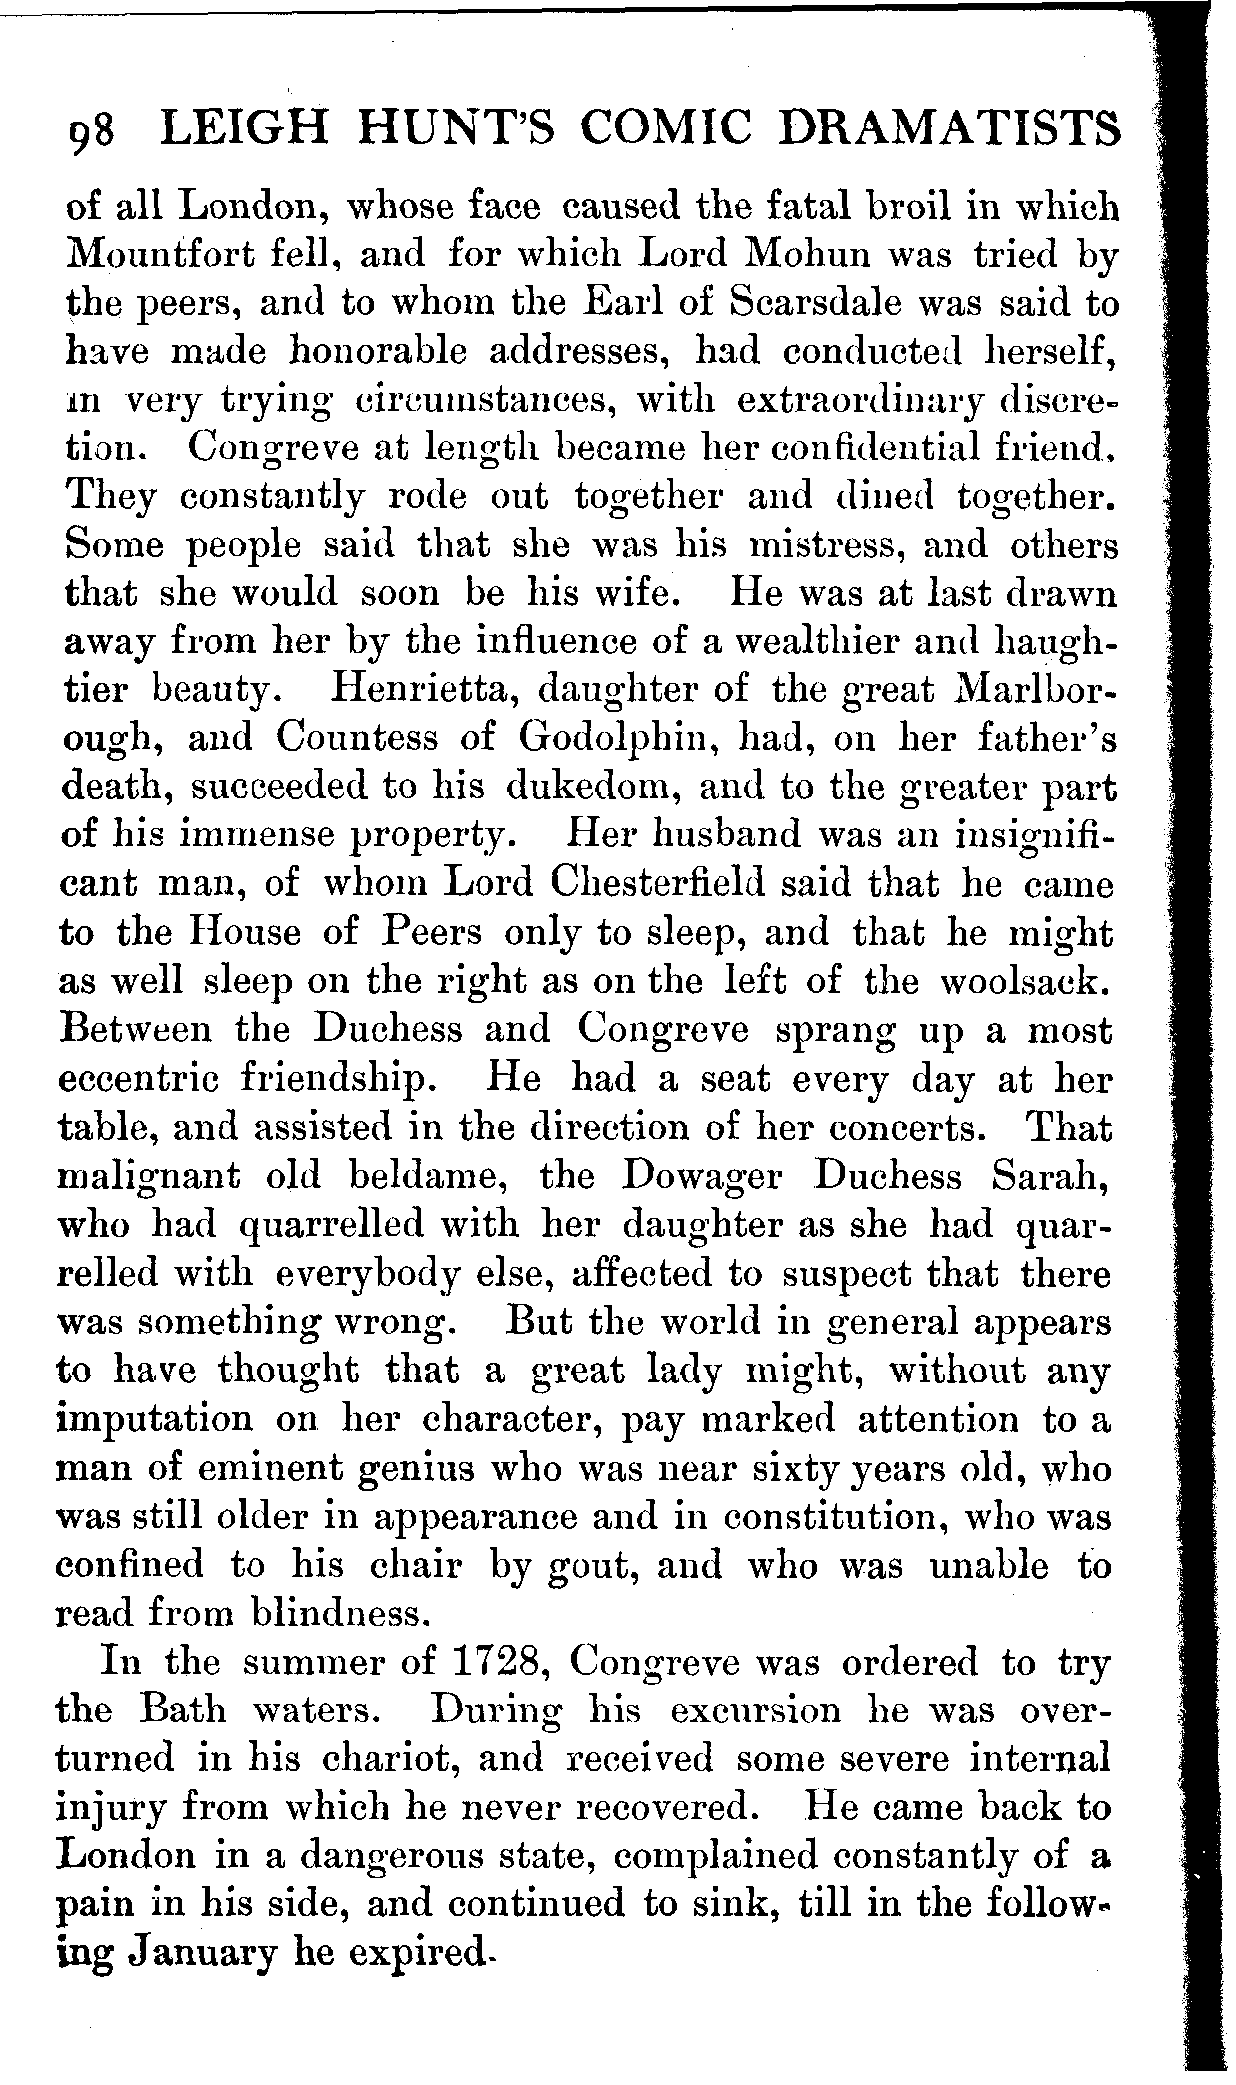 98 LEIGH HUNT'S COMIC DRAMATISTS
of all London, whose face caused the fatal broil in which
Mountfort fell, and for which Lord Mohun was tried by
the peers, and to whom the Earl of Scarsdale was said to
have made honorable addresses, had conducted herself,
in very trying circumstances, with extraordinary discre-
tion. Congreve at length became her confidential friend.
They constantly rode out together and dined together.
Some people said that she was his mistress, and others
that she would soon be his wife. He was at last drawn
away from her by the influence of a wealthier and haugh-
tier beauty. Henrietta, daughter of the great Marlbor-
ough, and Countess of Godolphin, had, on her father's
death, succeeded to his dukedom, and to the greater part
of his immense property. Her husband was an insignifi-
cant man, of whom Lord Chesterfield said that he came
to the House of Peers only to sleep, and that he might
as well sleep on the right as on the left of the woolsack.
Between the Duchess and Congreve sprang up a most
eccentric friendship. He had a seat every day at her
table, and assisted in the direction of her concerts. That
malignant old beldame, the Dowager Duchess Sarah,
who had quarrelled with her daughter as she had quar-
relled with everybody else, affected to suspect that there
was something wrong. But the world in general appears
to have thought that a great lady might, without any
imputation on her character, pay marked attention to a
man of eminent genius who was near sixty years old, who
was still older in appearance and in constitution, who was
confined to his chair by gout, and who was unable to
read from blindness.
In the summer of 1728, Congreve was ordered to try
the Bath waters. During his excursion he was over-
turned in his chariot, and received some severe internal
injury from which he never recovered. He came back to
London in a dangerous state, complained constantly of a
pain in his side, and continued to sink, till in the follow-
ing January he expired.